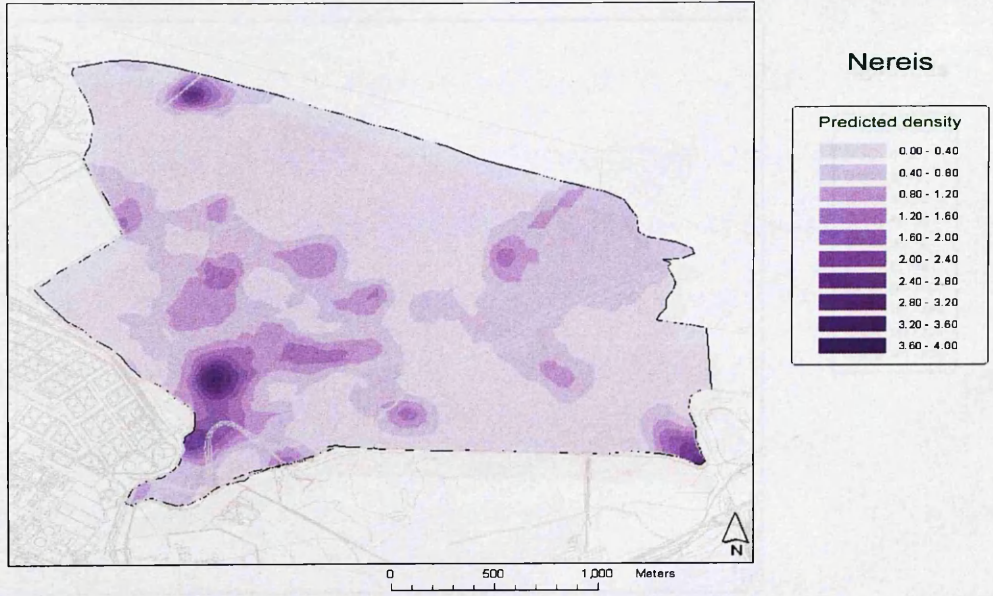 Nereis
Predicted density
0.00 - 0.40
0.40 - 0.80
0.80 - 1.20
1.20 - 1.60
1.60 - 2.00
2.00 - 2.40
2.40 - 2.80
2.80 - 3.20
3.20 - 3.60
3.60 - 4.00
N
0 500 1,000 Meters